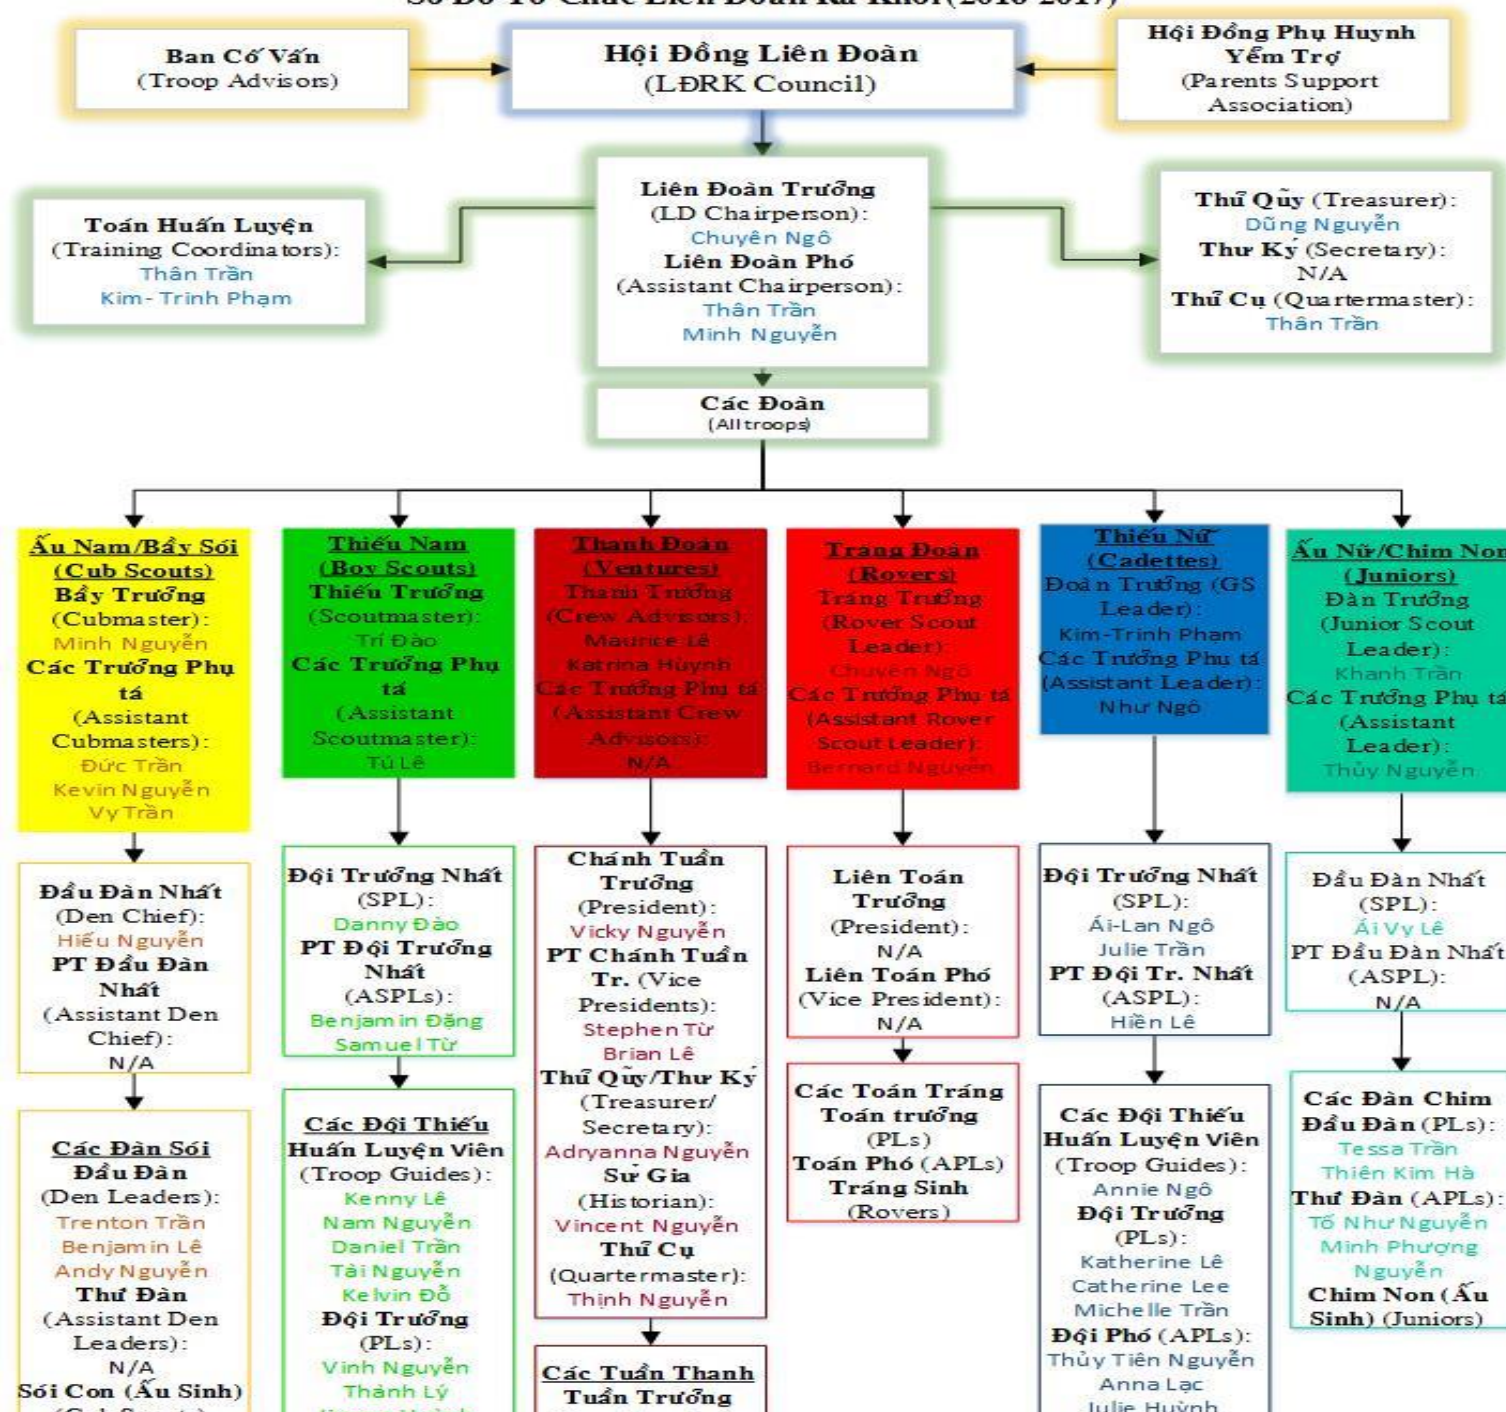 Sơ Đồ Tổ Chức Liên Đoàn Ra Khơi (2016-2017)
Ban Cố Vấn
(Troop Advisors)
Hội Đồng Liên Đoàn
(LĐRK Council)
Hội Đồng Phụ Huynh
Yểm Trợ
(Parents Support
Association)
Toán Huấn Luyện
(Training Coordinators):
Thân Trần
Kim- Trinh Phạm
Liên Đoàn Trưởng
(LD Chairperson):
Chuyên Ngô
Liên Đoàn Phó
(Assistant Chairperson):
Thân Trần
Minh Nguyễn
Thủ Qũy (Treasurer):
Dũng Nguyễn
Thư Ký (Secretary):
N/A
Thủ Cụ (Quartermaster):
Thân Trần
Các Đoàn
(All troops)
Ấu Nam/Bầy Sói
(Cub Scouts)
Bầy Trưởng
(Cubmaster):
Minh Nguyễn
Các Trưởng Phụ
tá
(Assistant
Cubmasters):
Đức Trần
Kevin Nguyễn
Vy Trần
Thiếu Nam
(Boy Scouts)
Thiếu Trưởng
(Scoutmaster):
Trí Đào
Các Trưởng Phụ
tá
(Assistant
Scoutmaster):
Tú Lê
Thanh Đoàn
(Ventures)
Thanh Trưởng
(Crew Advisors):
Maurice Lê
Katrina Hùynh
Các Trưởng Phụ tá
(Assistant Crew
Advisors):
N/A
Tráng Đoàn
(Rovers)
Tráng Trưởng
(Rover Scout
Leader):
Chuyên Ngô
Các Trưởng Phụ tá
(Assistant Rover
Scout Leader):
Bernard Nguyễn
Thiếu Nữ
(Cadettes)
Đoàn Trưởng (GS
Leader):
Kim-Trinh Phạm
Các Trưởng Phụ tá
(Assistant Leader):
Như Ngô
Ấu Nữ/Chim Non
(Juniors)
Đàn Trưởng
(Junior Scout
Leader):
Khanh Trần
Các Trưởng Phụ tá
(Assistant
Leader):
Thủy Nguyễn
Đầu Đàn Nhất
(Den Chief):
Hiếu Nguyễn
PT Đầu Đàn
Nhất
(Assistant Den
Chief):
N/A
Đội Trưởng Nhất
(SPL):
Danny Đào
PT Đội Trưởng
Nhất
(ASPLs):
Benjamin Đặng
Samuel Từ
Chánh Tuần
Trưởng
(President):
Vicky Nguyễn
PT Chánh Tuần
Tr. (Vice
Presidents):
Stephen Từ
Brian Lê
Thủ Qũy/Thư Ký
(Treasurer/
Secretary):
Adryanna Nguyễn
Sử Gia
(Historian):
Vincent Nguyễn
Thủ Cụ
(Quartermaster):
Thịnh Nguyễn
Liên Toán
Trưởng
(President):
N/A
Liên Toán Phó
(Vice President):
N/A
Đội Trưởng Nhất
(SPL):
Ái-Lan Ngô
Julie Trần
PT Đội Tr. Nhất
(ASPL):
Hiền Lê
Đầu Đàn Nhất
(SPL):
Ái Vy Lê
PT Đầu Đàn Nhất
(ASPL):
N/A
Các Đàn Sói
Đầu Đàn
(Den Leaders):
Trenton Trần
Benjamin Lê
Andy Nguyễn
Thứ Đàn
(Assistant Den
Leaders):
N/A
Sói Con (Ấu Sinh)
(Cub Scouts)
Các Đội Thiếu
Huấn Luyện Viên
(Troop Guides):
Kenny Lê
Nam Nguyễn
Daniel Trần
Tài Nguyễn
Kelvin Đỗ
Đội Trưởng
(PLs):
Vinh Nguyễn
Thành Lý
Các Tuần Thanh
Tuần Trưởng
Các Toán Tráng
Toán trưởng
(PLs)
Toán Phó (APLs)
Tráng Sinh
(Rovers)
Các Đội Thiếu
Huấn Luyện Viên
(Troop Guides):
Annie Ngô
Đội Trưởng
(PLs):
Katherine Lê
Catherine Lee
Michelle Trần
Đội Phó (APLs):
Thủy Tiên Nguyễn
Anna Lạc
Julie Huỳnh
Các Đàn Chim
Đầu Đàn (PLs):
Tessa Trần
Thiên Kim Hà
Thứ Đàn (APLs):
Tố Như Nguyễn
Minh Phượng
Nguyễn
Chim Non (Ấu
Sinh) (Juniors)